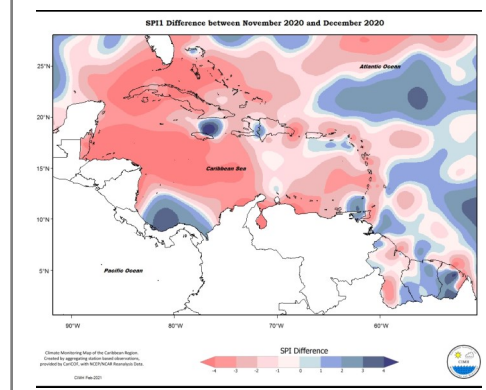 SPI1 Difference between November 2020 and December 2020
25°N
20°N
15°N
10°N
5°N
Atlantic Ocean
Caribbean Sea
Pacific Ocean
90°W 80°W 70°W 60°W 50°W
Climate Monitoring Map of the Caribbean Region.
Created by aggregating station based observations,
provided by CariCOF, with NCEP/NCAR Reanalysis Data.
CIMH Feb-2021
SPI Difference
-4 -3 -2 -1 0 1 2 3 4
CIMH